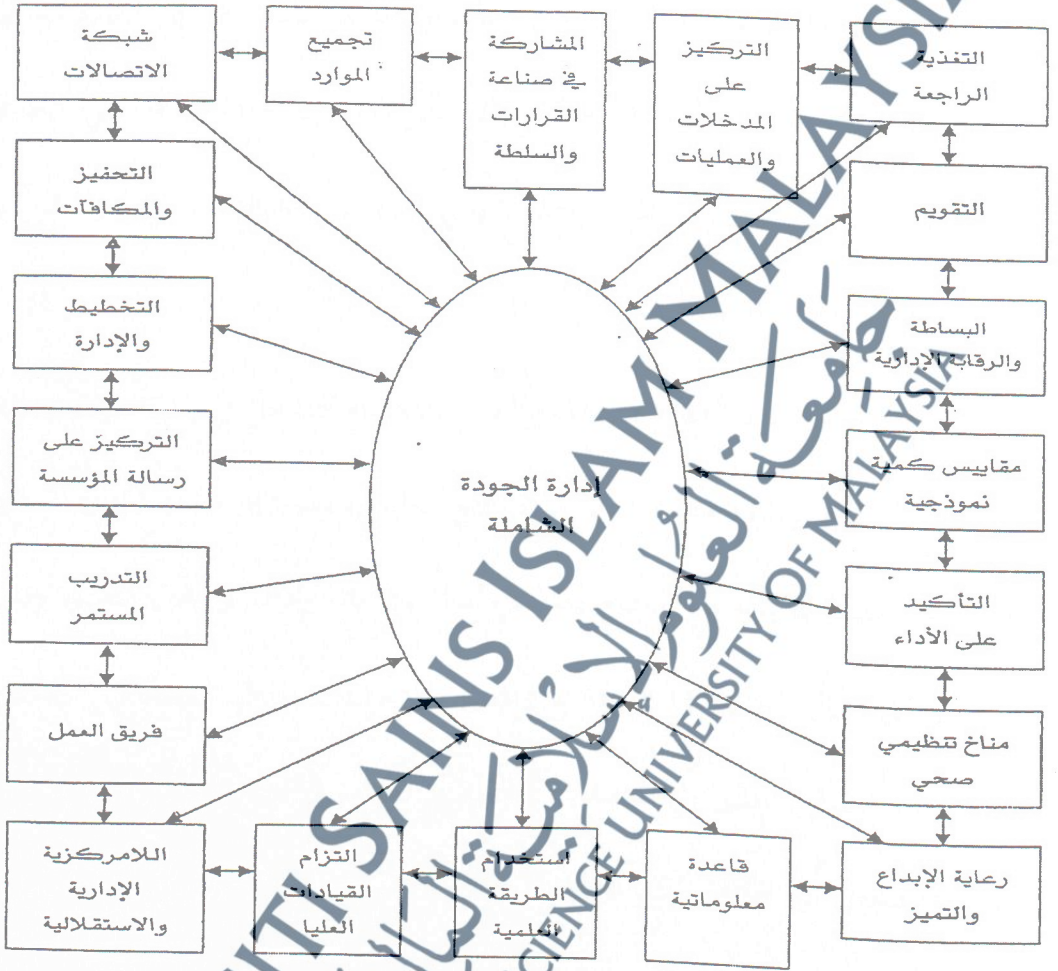 التغذية
الراجعة
التركيز
على
المدخلات
والعمليات
المشاركة
في صناعة
القرارات
والسلطة
تجميع
الموارد
شبكة
الاتصالات
التقويم
التحفيز
والمكافآت
البساطة
والرقابة الإدارية
التخطيط
والإدارة
مقاييس كمية
نموذجية
إدارة الجودة
الشاملة
التركيز على
رسالة المؤسسة
التأكيد
على الأداء
التدريب
المستمر
مناخ تنظيمي
صحي
فريق العمل
رعاية الإبداع
والتميز
قاعدة
معلوماتية
استخدام
الطريقة
العلمية
التزام
القيادات
العليا
اللامركزية
الإدارية
والاستقلالية
SAINS ISLAM MALAYSIA
جامعة العلوم الإسلامية
SCIENCE UNIVERSITY OF MALAYSIA